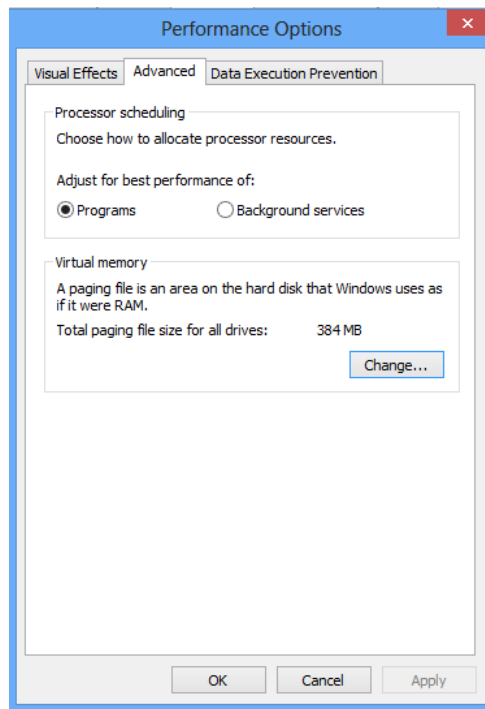 Performance Options
Visual Effects Advanced Data Execution Prevention
Processor scheduling
Choose how to allocate processor resources.
Adjust for best performance of:
Programs Background services
Virtual memory
A paging file is an area on the hard disk that Windows uses as
if it were RAM.
Total paging file size for all drives: 384 MB
Change...
OK Cancel Apply